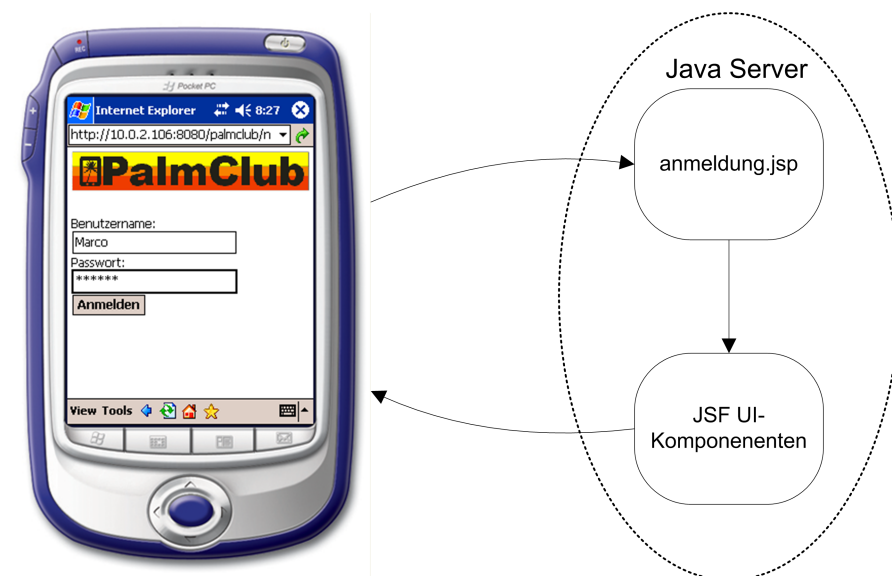 REC
Pocket PC
Internet Explorer 8:27
http://10.0.2.106:8080/palmclub/n
PalmClub
Benutzername:
Marco
Passwort:
******
Anmelden
View Tools
Java Server
anmeldung.jsp
JSF UI-
Komponenenten